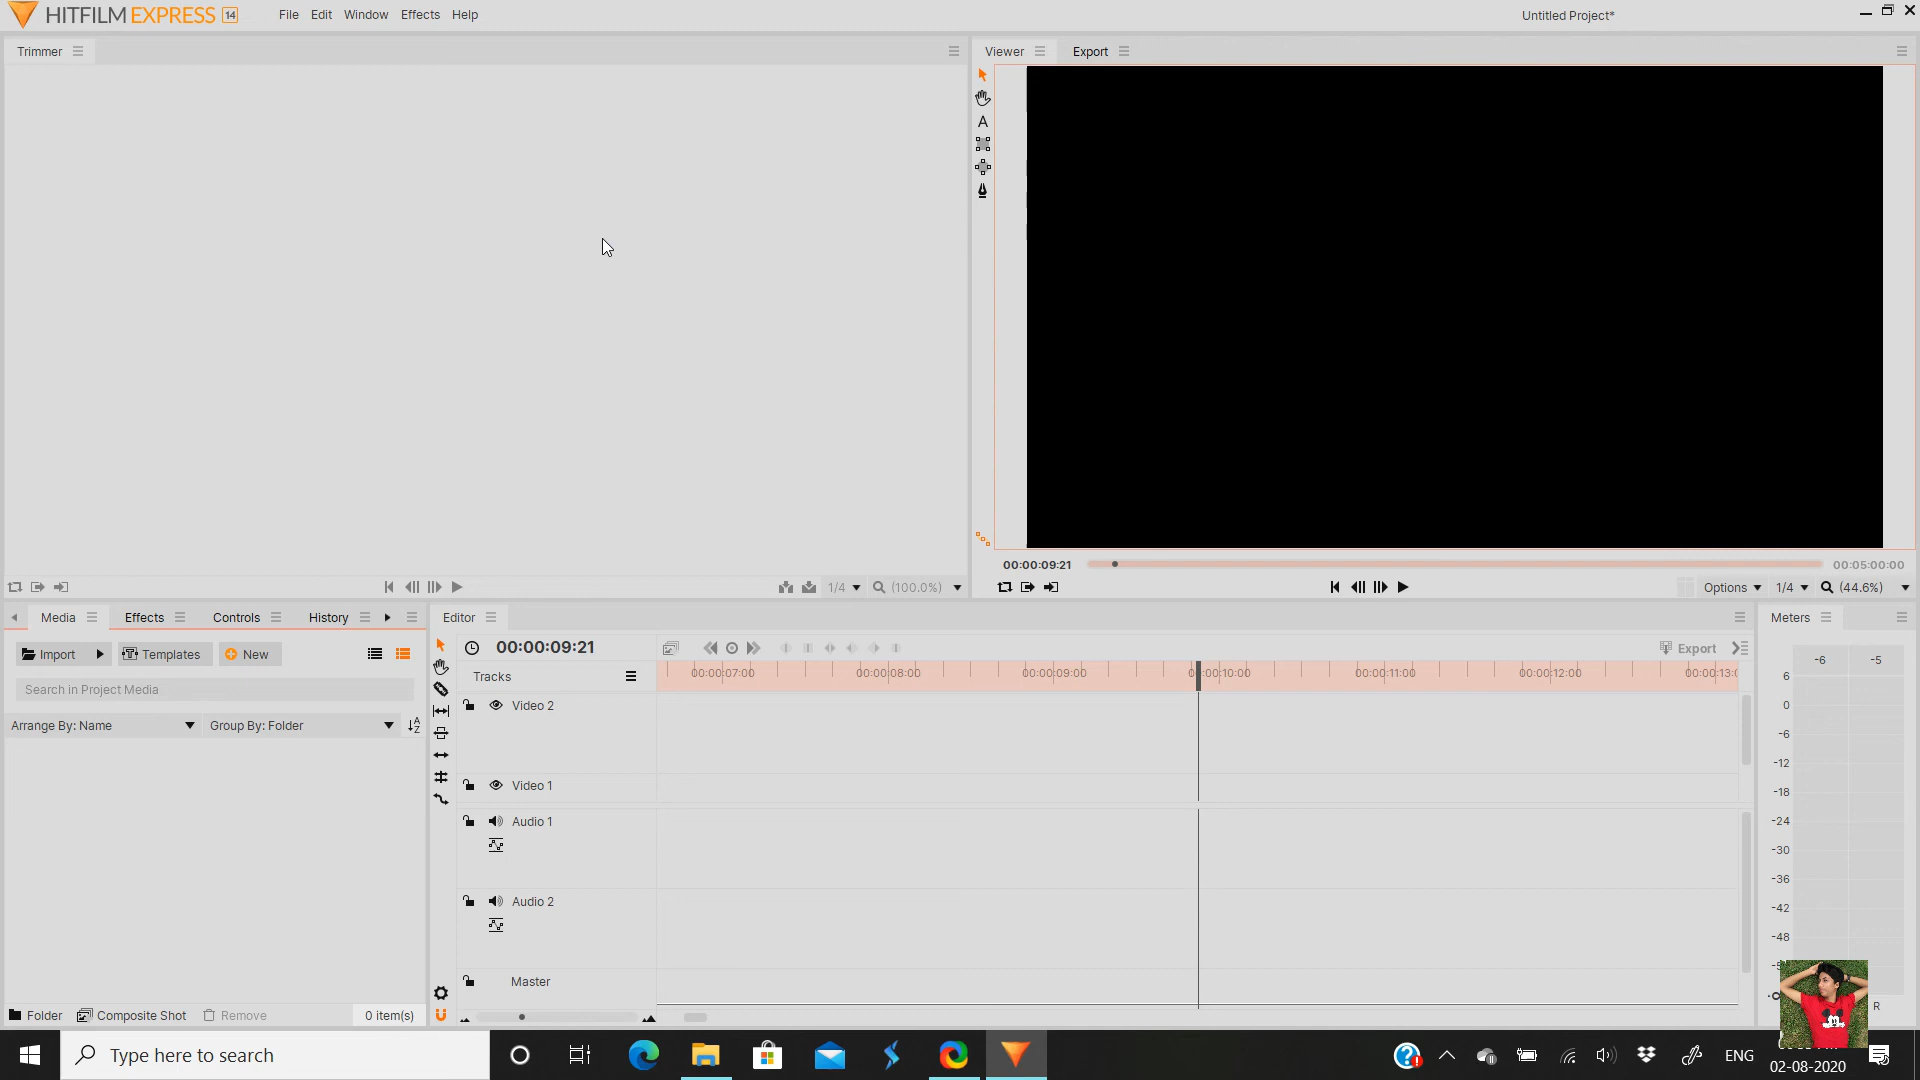 HITFILM EXPRESS 14 File Edit Window Effects Help Untitled Project*
Trimmer
Viewer Export
A
00:00:09:21 00:05:00:00
1/4 (100.0%)
Options 1/4 (44.6%)
Media Effects Controls History
Import Templates New
Search in Project Media
Arrange By: Name Group By: Folder
Folder Composite Shot Remove 0 item(s)
Editor
00:00:09:21 Export
Tracks 00:00:07:00 00:00:08:00 00:00:09:00 00:00:10:00 00:00:11:00 00:00:12:00
Video 2
Video 1
Audio 1
Audio 2
Master
Meters
-6 -5
6
0
-6
-12
-18
-24
-30
-36
-42
-48
R
Type here to search ENG
02-08-2020